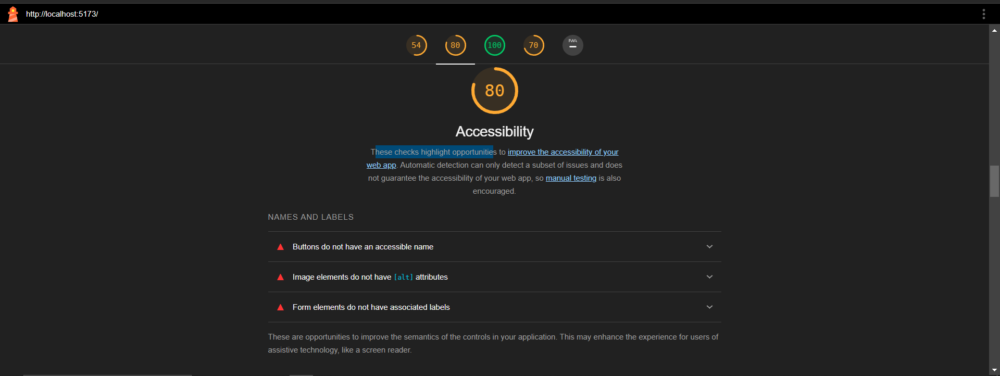 http://localhost:5173/
54 80 100 70 PWA
80
Accessibility
These checks highlight opportunities to improve the accessibility of your
web app. Automatic detection can only detect a subset of issues and does
not guarantee the accessibility of your web app, so manual testing is also
encouraged.
NAMES AND LABELS
Buttons do not have an accessible name
Image elements do not have [alt] attributes
Form elements do not have associated labels
These are opportunities to improve the semantics of the controls in your application. This may enhance the experience for users of
assistive technology, like a screen reader.